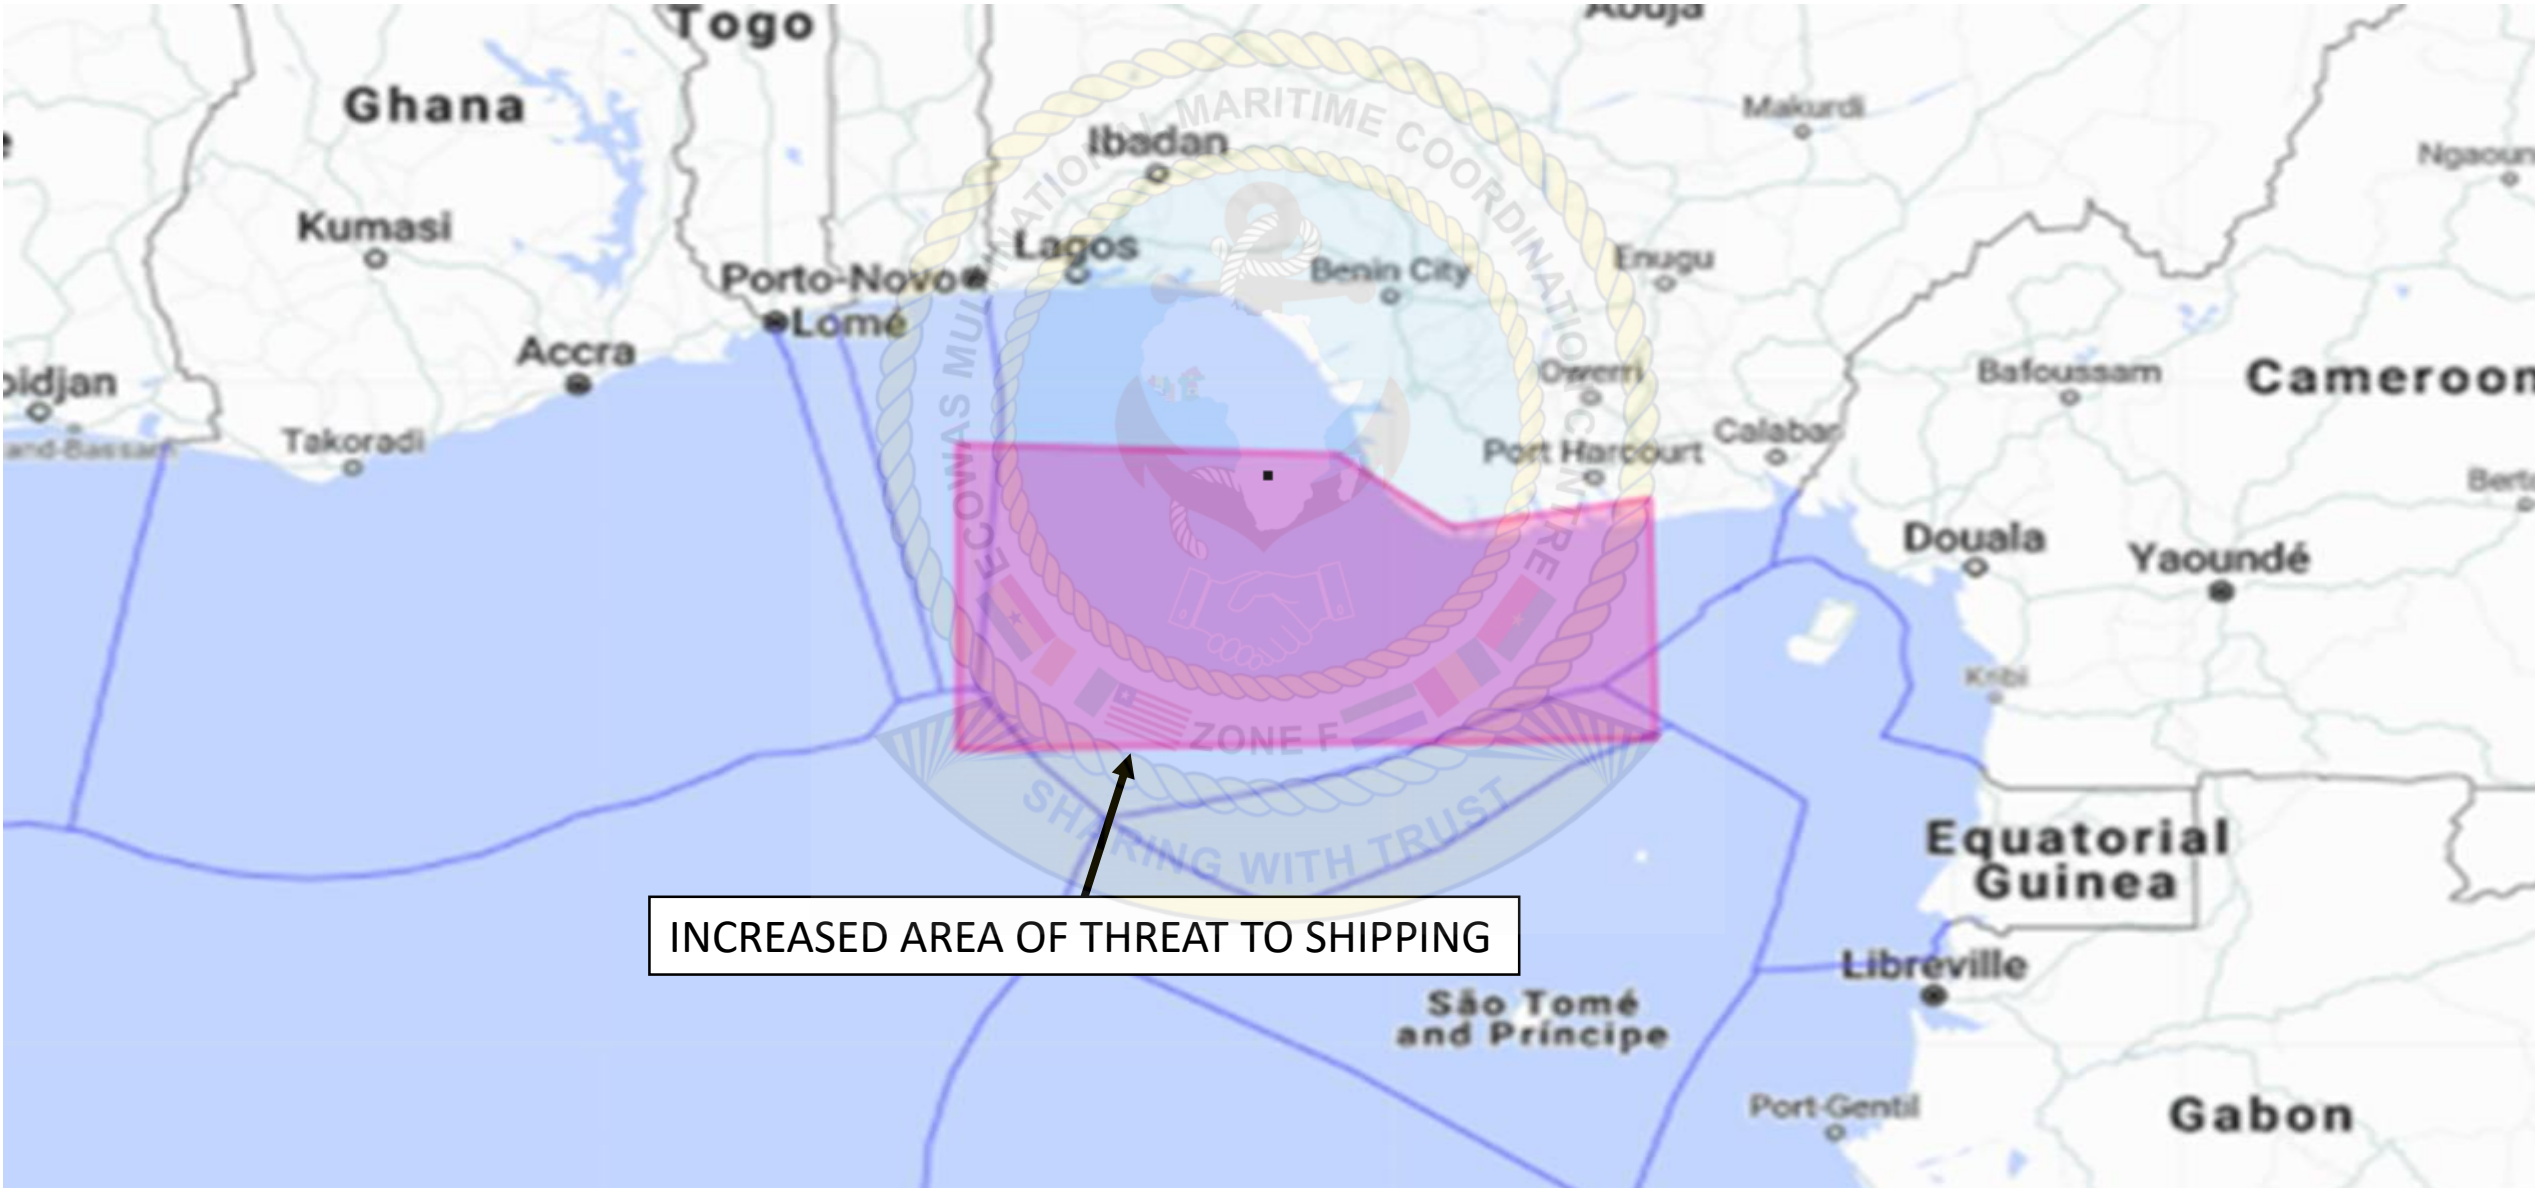 Togo
Abuja
Ghana
Makurdi
Ibadan
Kumasi
Lagos
Porto-Novo
Benin City
Enugu
Lomé
Accra
Owerri
Bafoussam
Cameroon
bidjan
Takoradi
and-Bassam
Port Harcourt
Calabar
Douala
Yaoundé
Kribi
ECOWAS MULTINATIONAL MARITIME COORDINATION CENTRE
ZONE F
SHARING WITH TRUST
Equatorial
Guinea
INCREASED AREA OF THREAT TO SHIPPING
Libreville
São Tomé
and Príncipe
Port-Gentil
Gabon